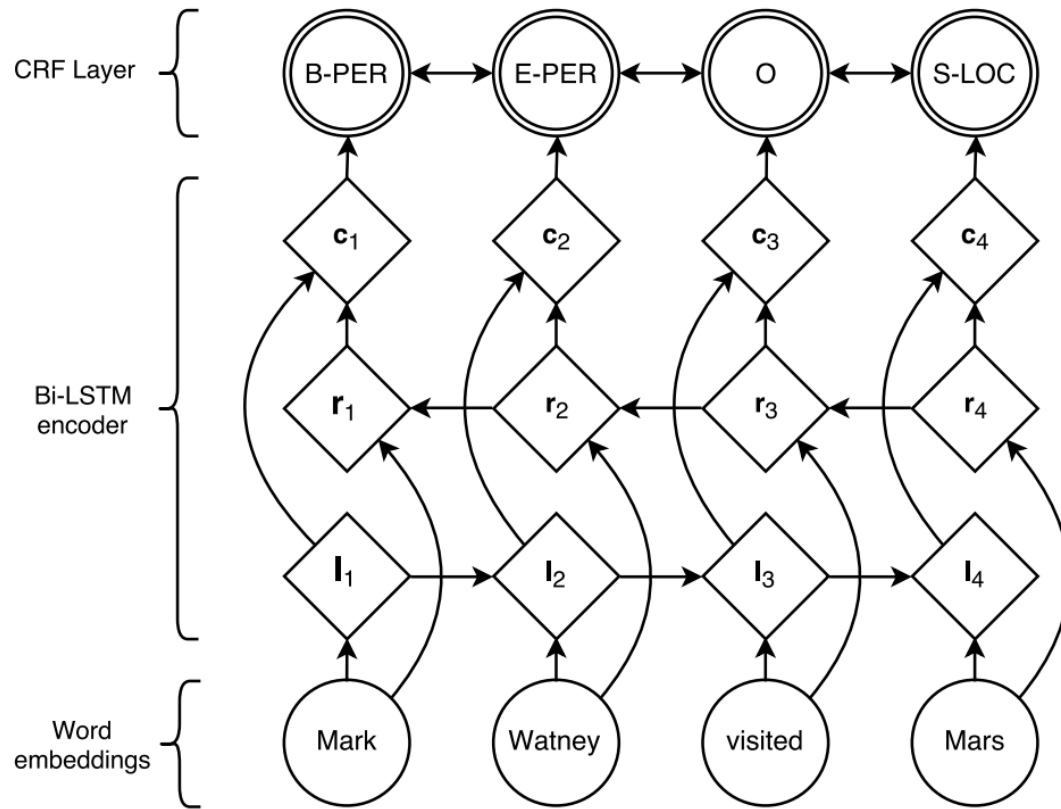 CRF Layer
B-PER
E-PER
O
S-LOC
c1
c2
c3
c4
Bi-LSTM
encoder
r1
r2
r3
r4
l1
l2
l3
l4
Word
embeddings
Mark
Watney
visited
Mars